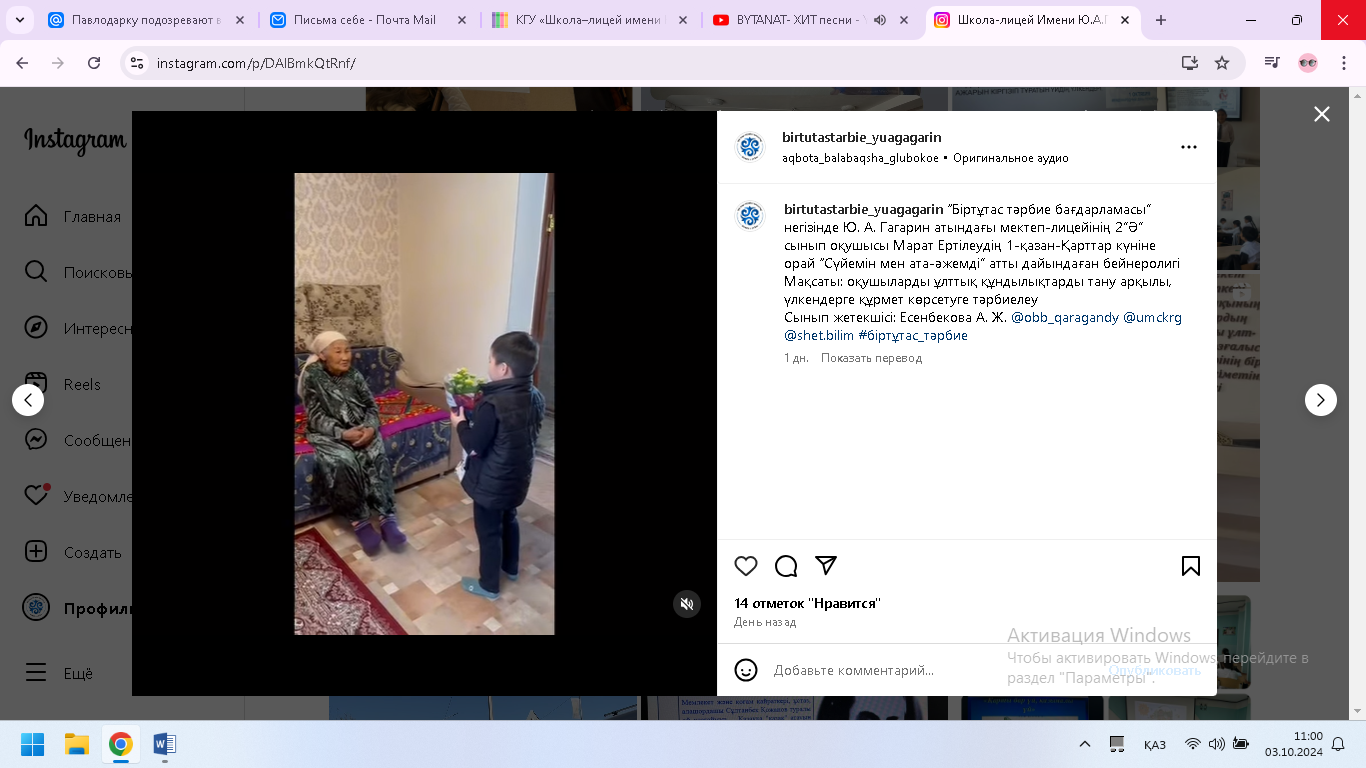 Павлодарку подозревают в
Письма себе - Почта Mail
КГУ «Школа–лицей имени
BYTANAT- ХИТ песни -
Школа-лицей Имени Ю.А.Г
instagram.com/p/DAlBmkQtRnf/
Instagram
Главная
Поисковы
Интересн
Reels
Сообщен
Уведомле
Создать
Профиль
Ещё
birtutastarbie_yuagagarin
aqbota_balabaqsha_glubokoe • Оригинальное аудио
birtutastarbie_yuagagarin "Біртұтас тәрбие бағдарламасы"
негізінде Ю. А. Гагарин атындағы мектеп-лицейінің 2"Ә"
сынып оқушысы Марат Ертілеудің 1-қазан-Қарттар күніне
орай "Сүйемін мен ата-әжемді" атты дайындаған бейнеролигі
Мақсаты: оқушыларды ұлттық құндылықтарды тану арқылы,
үлкендерге құрмет көрсетуге тәрбиелеу
Сынып жетекшісі: Есенбекова А. Ж. @obb_qaragandy @umckrg
@shet.bilim #біртұтас_тәрбие
1 дн. Показать перевод
14 отметок "Нравится"
День назад
Добавьте комментарий...
Опубликовать
Активация Windows
Чтобы активировать Windows, перейдите в
раздел "Параметры".
ҚАЗ
11:00
03.10.2024